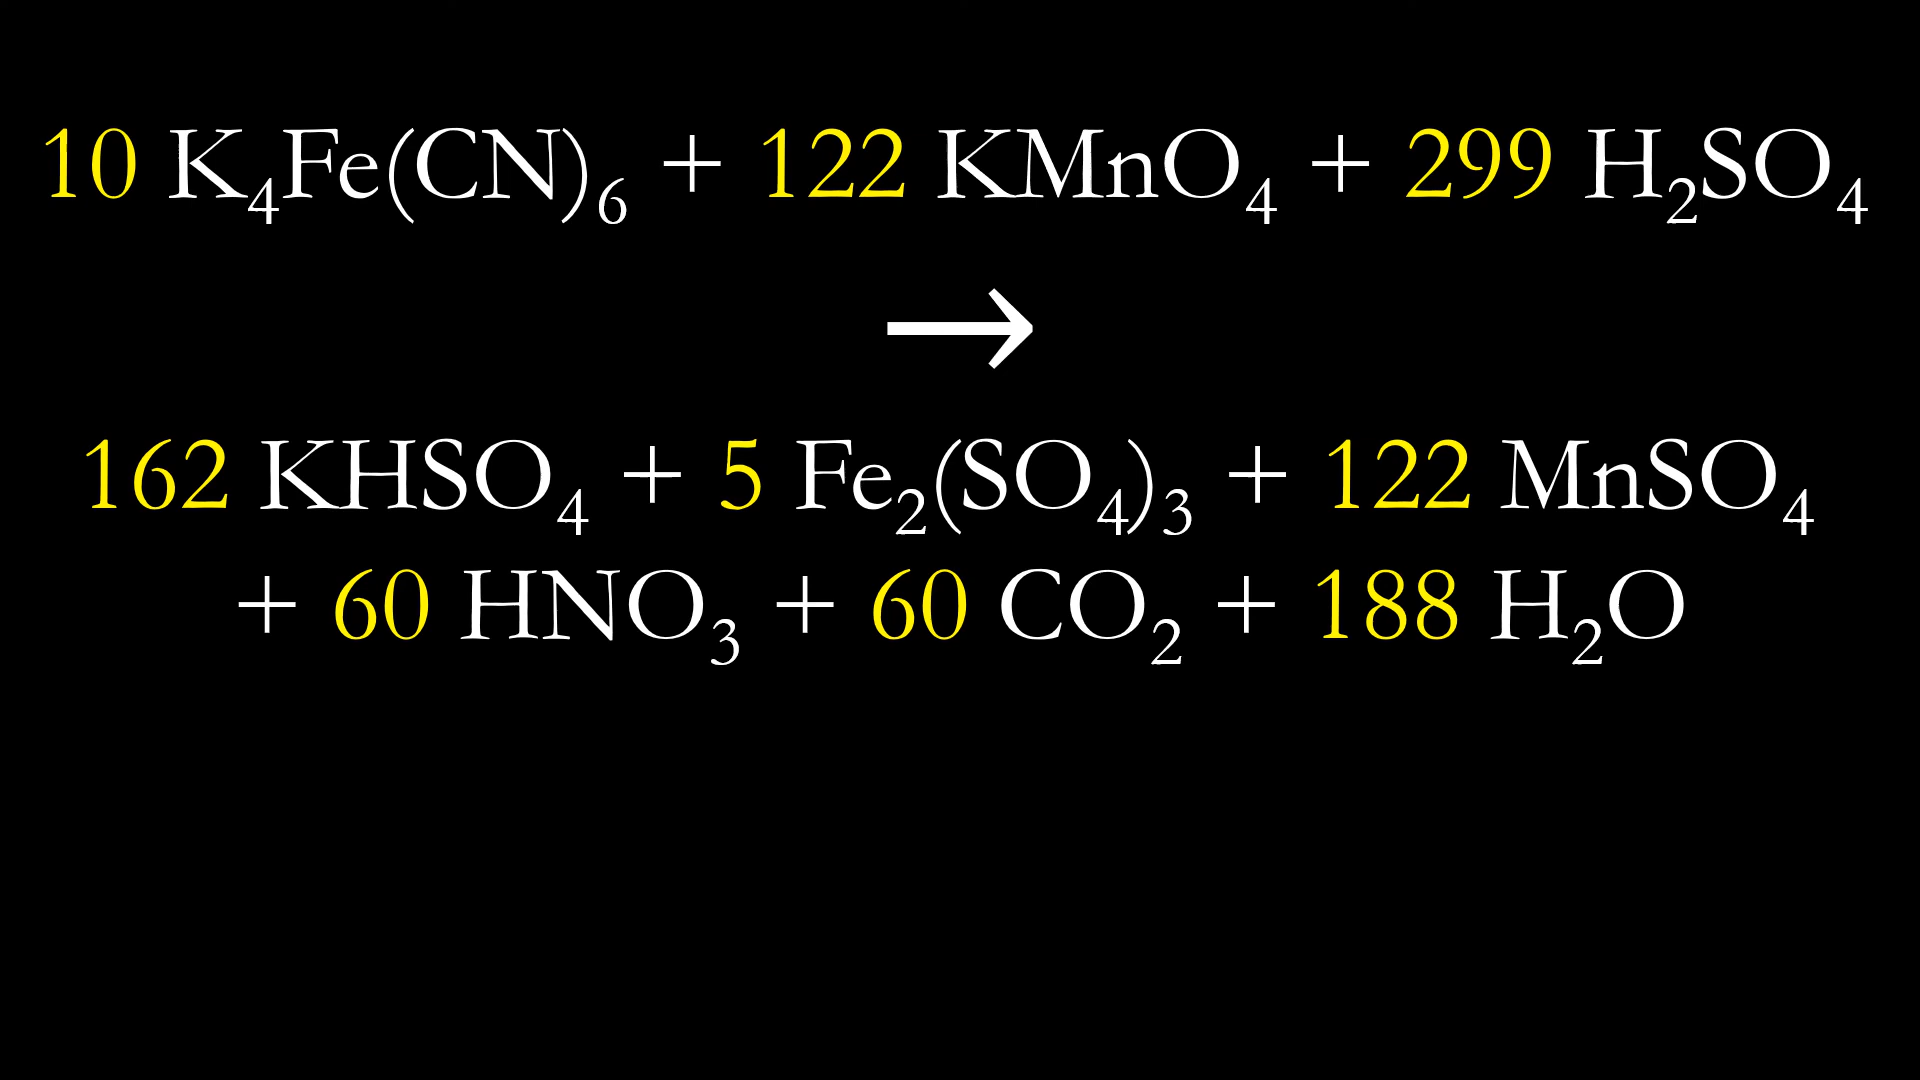 10 K₄Fe(CN)₆ + 122 KMnO₄ + 299 H₂SO₄
→
162 KHSO₄ + 5 Fe₂(SO₄)₃ + 122 MnSO₄
+ 60 HNO₃ + 60 CO₂ + 188 H₂O